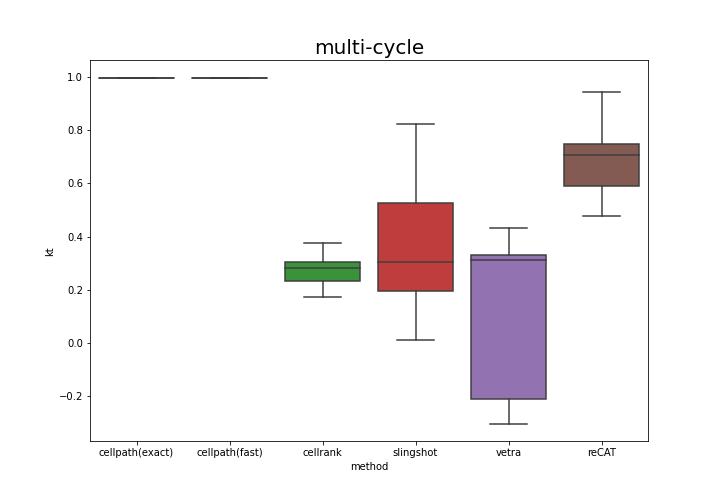 multi-cycle
1.0
0.8
0.6
0.4
0.2
0.0
−0.2
kt
cellpath(exact) cellpath(fast) cellrank slingshot vetra reCAT
method